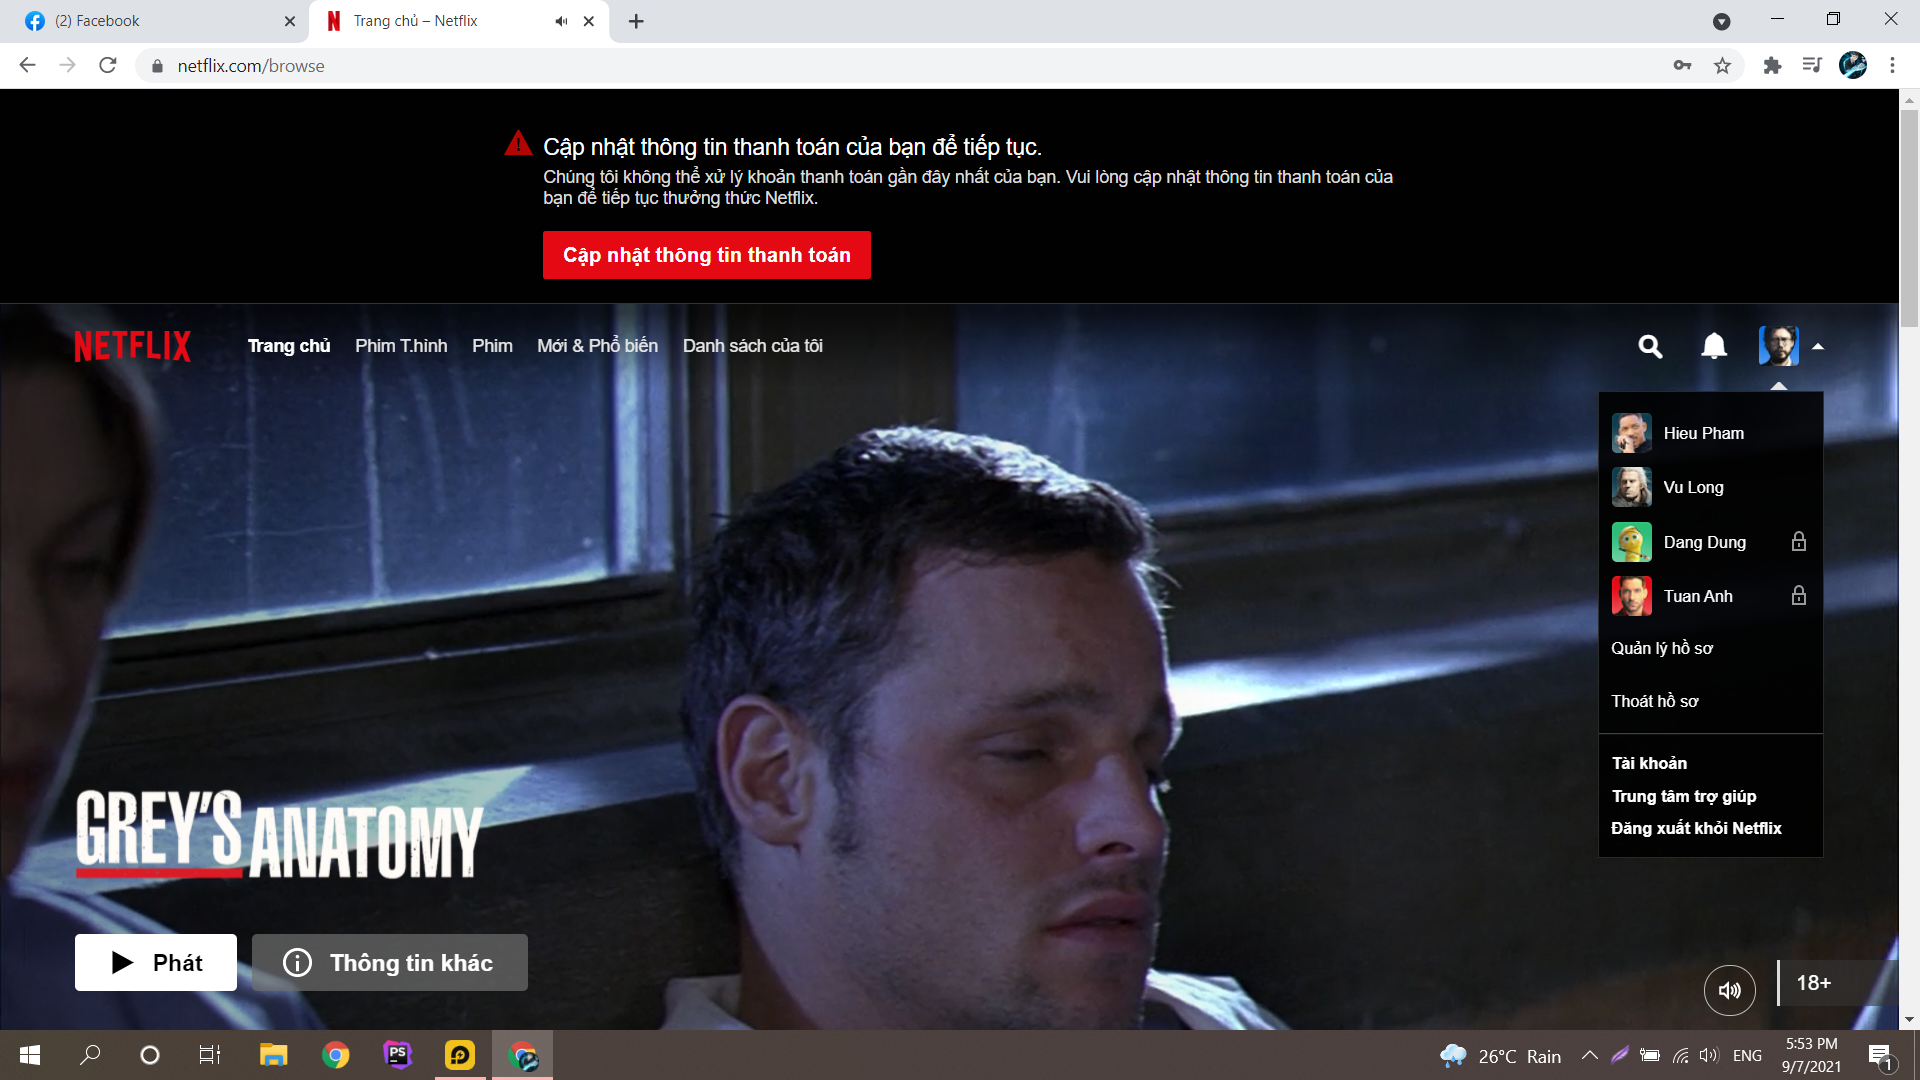 (2) Facebook
Trang chủ – Netflix
netflix.com/browse
Cập nhật thông tin thanh toán của bạn để tiếp tục.
Chúng tôi không thể xử lý khoản thanh toán gần đây nhất của bạn. Vui lòng cập nhật thông tin thanh toán của
bạn để tiếp tục thưởng thức Netflix.
Cập nhật thông tin thanh toán
NETFLIX
Trang chủ
Phim T.hình
Phim
Mới & Phổ biến
Danh sách của tôi
Hieu Pham
Vu Long
Dang Dung
Tuan Anh
Quản lý hồ sơ
Thoát hồ sơ
Tài khoản
Trung tâm trợ giúp
Đăng xuất khỏi Netflix
GREY'S ANATOMY
Phát
Thông tin khác
18+
PS
26°C Rain
ENG
5:53 PM
9/7/2021
1